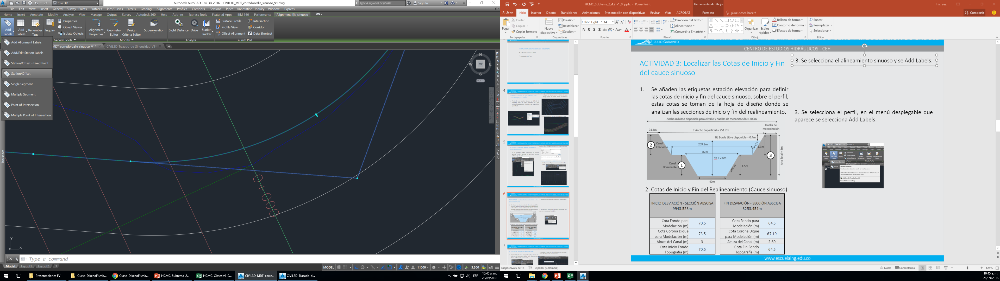 Civil 3D
Autodesk AutoCAD Civil 3D 2016 CIVIL3D_MDT_corredorvalle_sinuoso_V1.dwg
Type a keyword or phrase
Sign In
File Edit View Insert General Survey Points Surfaces Lines/Curves Parcels Grading Alignments Profiles Corridors Sections Pipes Annotation Inquiry Window Express
Home Insert Annotate Modify Analyze View Manage Output Survey Autodesk 360 Help Add-ins Express Tools Featured Apps BIM 360 Performance Alignment: Eje_sinuoso
Add Labels
Add Tables
Renumber Tags
Inquiry
Properties
Object Viewer
Isolate Objects
General Tools
Alignment Properties
Geometry Editor
Design Criteria Editor
Superelevation
Modify
Sight Distance
Drive
Station Tracker
Analyze
Surface Profile
Profile View
Offset Alignment
Intersection
Corridor
Data Shortcut
Launch Pad
Add Alignment Labels
Add/Edit Station Labels
Station/Offset - Fixed Point
Station/Offset
Single Segment
Multiple Segment
Point of Intersection
Multiple Point of Intersection
MDT_corredorvalle_sinuoso_V1*
CIVIL3D_Trazado_de_Sinuosidad_V1*
N
W TOP E
S
WCS
Toolspace
0+000
Y
X
Type a command
Model Layout1 Layout2
MODEL
1:1000
3.500
Presentaciones FV
Curso_DisenoFluvia...
Curso_DisenoFluvia...
HCMC_Subtema_2...
HCMC_Clases v1_0....
CIVIL3D_MDT_corre...
CIVIL3D_Trazado_d...
ESP
10:45 a. m.
26/09/2016
HCMC_Subtema_2_4.2 v1_0 .pptx - PowerPoint
Herramientas de dibujo
Inic. ses.
Archivo Inicio Insertar Diseño Transiciones Animaciones Presentación con diapositivas Revisar Vista ACROBAT Formato ¿Qué desea hacer?
Compartir
Pegar
Cortar
Copiar
Copiar formato
Portapapeles
Nueva diapositiva
Diseño
Restablecer
Sección
Diapositivas
Calibri Light 14
N K S S abc AV Aa A
Fuente
Dirección del texto
Alinear texto
Convertir a SmartArt
Párrafo
Organizar
Estilos rápidos
Relleno de forma
Contorno de forma
Efectos de forma
Dibujo
Buscar
Reemplazar
Seleccionar
Editar
4
5
6
7
JULIO GARAVITO
CENTRO DE ESTUDIOS HIDRÁULICOS - CEH
ACTIVIDAD 3: Localizar las Cotas de Inicio y Fin
del cauce sinuoso
3. Se selecciona el alineamiento sinuoso y se Add Labels:
1. Se añaden las etiquetas estación elevación para definir
las cotas de inicio y fin del cauce sinuoso, sobre el perfil,
estas cotas se toman de la hoja de diseño donde se
analizan las secciones de inicio y fin del realineamiento.
3. Se selecciona el perfil, en el menú desplegable que
aparece se selecciona Add Labels:
Ancho máximo disponible para el valle y huellas de mecanización = 300m
24.4m
T Ancho Superficial = 251.2m
Huella de
mecanización
BL Borde Libre disponible = 0.4m
2
Canal
Creciente
209.2m
82m
1.1m
14H:1V
Yn = 2.6m
3
Alto Total = 3m
Canal
Dominante
1
1.5m
14H:1V
40m
2. Cotas de Inicio y Fin del Realineamiento (Cauce sinuoso).
INICIO DESVIACIÓN - SECCIÓN ABSCISA
9943.523m
Cota Fondo para
Modelación (m) 70.5
Cota Corona Dique
para Modelación (m) 73.5
Altura del Canal (m) 3
Cota Inicio Fondo
Topografía (m) 70.5
FIN DESVIACIÓN - SECCIÓN ABSCISA
3253.451m
Cota Fondo para
Modelación (m) 64.5
Cota Corona Dique
para Modelación (m) 67.19
Altura del Canal (m) 2.69
Cota Fin Fondo
Topografía (m) 64.5
www.escuelaing.edu.co
Diapositiva 6 de 15
Español (Colombia)
Notas
Comentarios
125%
10:45 a. m.
26/09/2016